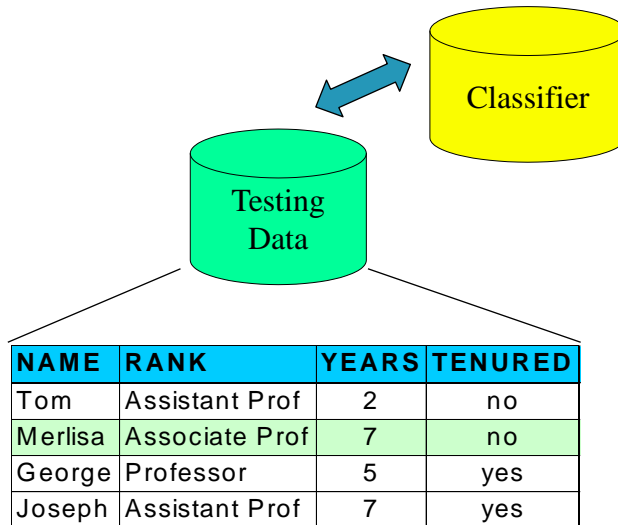 Classifier
Testing
Data
NAME RANK YEARS TENURED
Tom Assistant Prof 2 no
Merlisa Associate Prof 7 no
George Professor 5 yes
Joseph Assistant Prof 7 yes